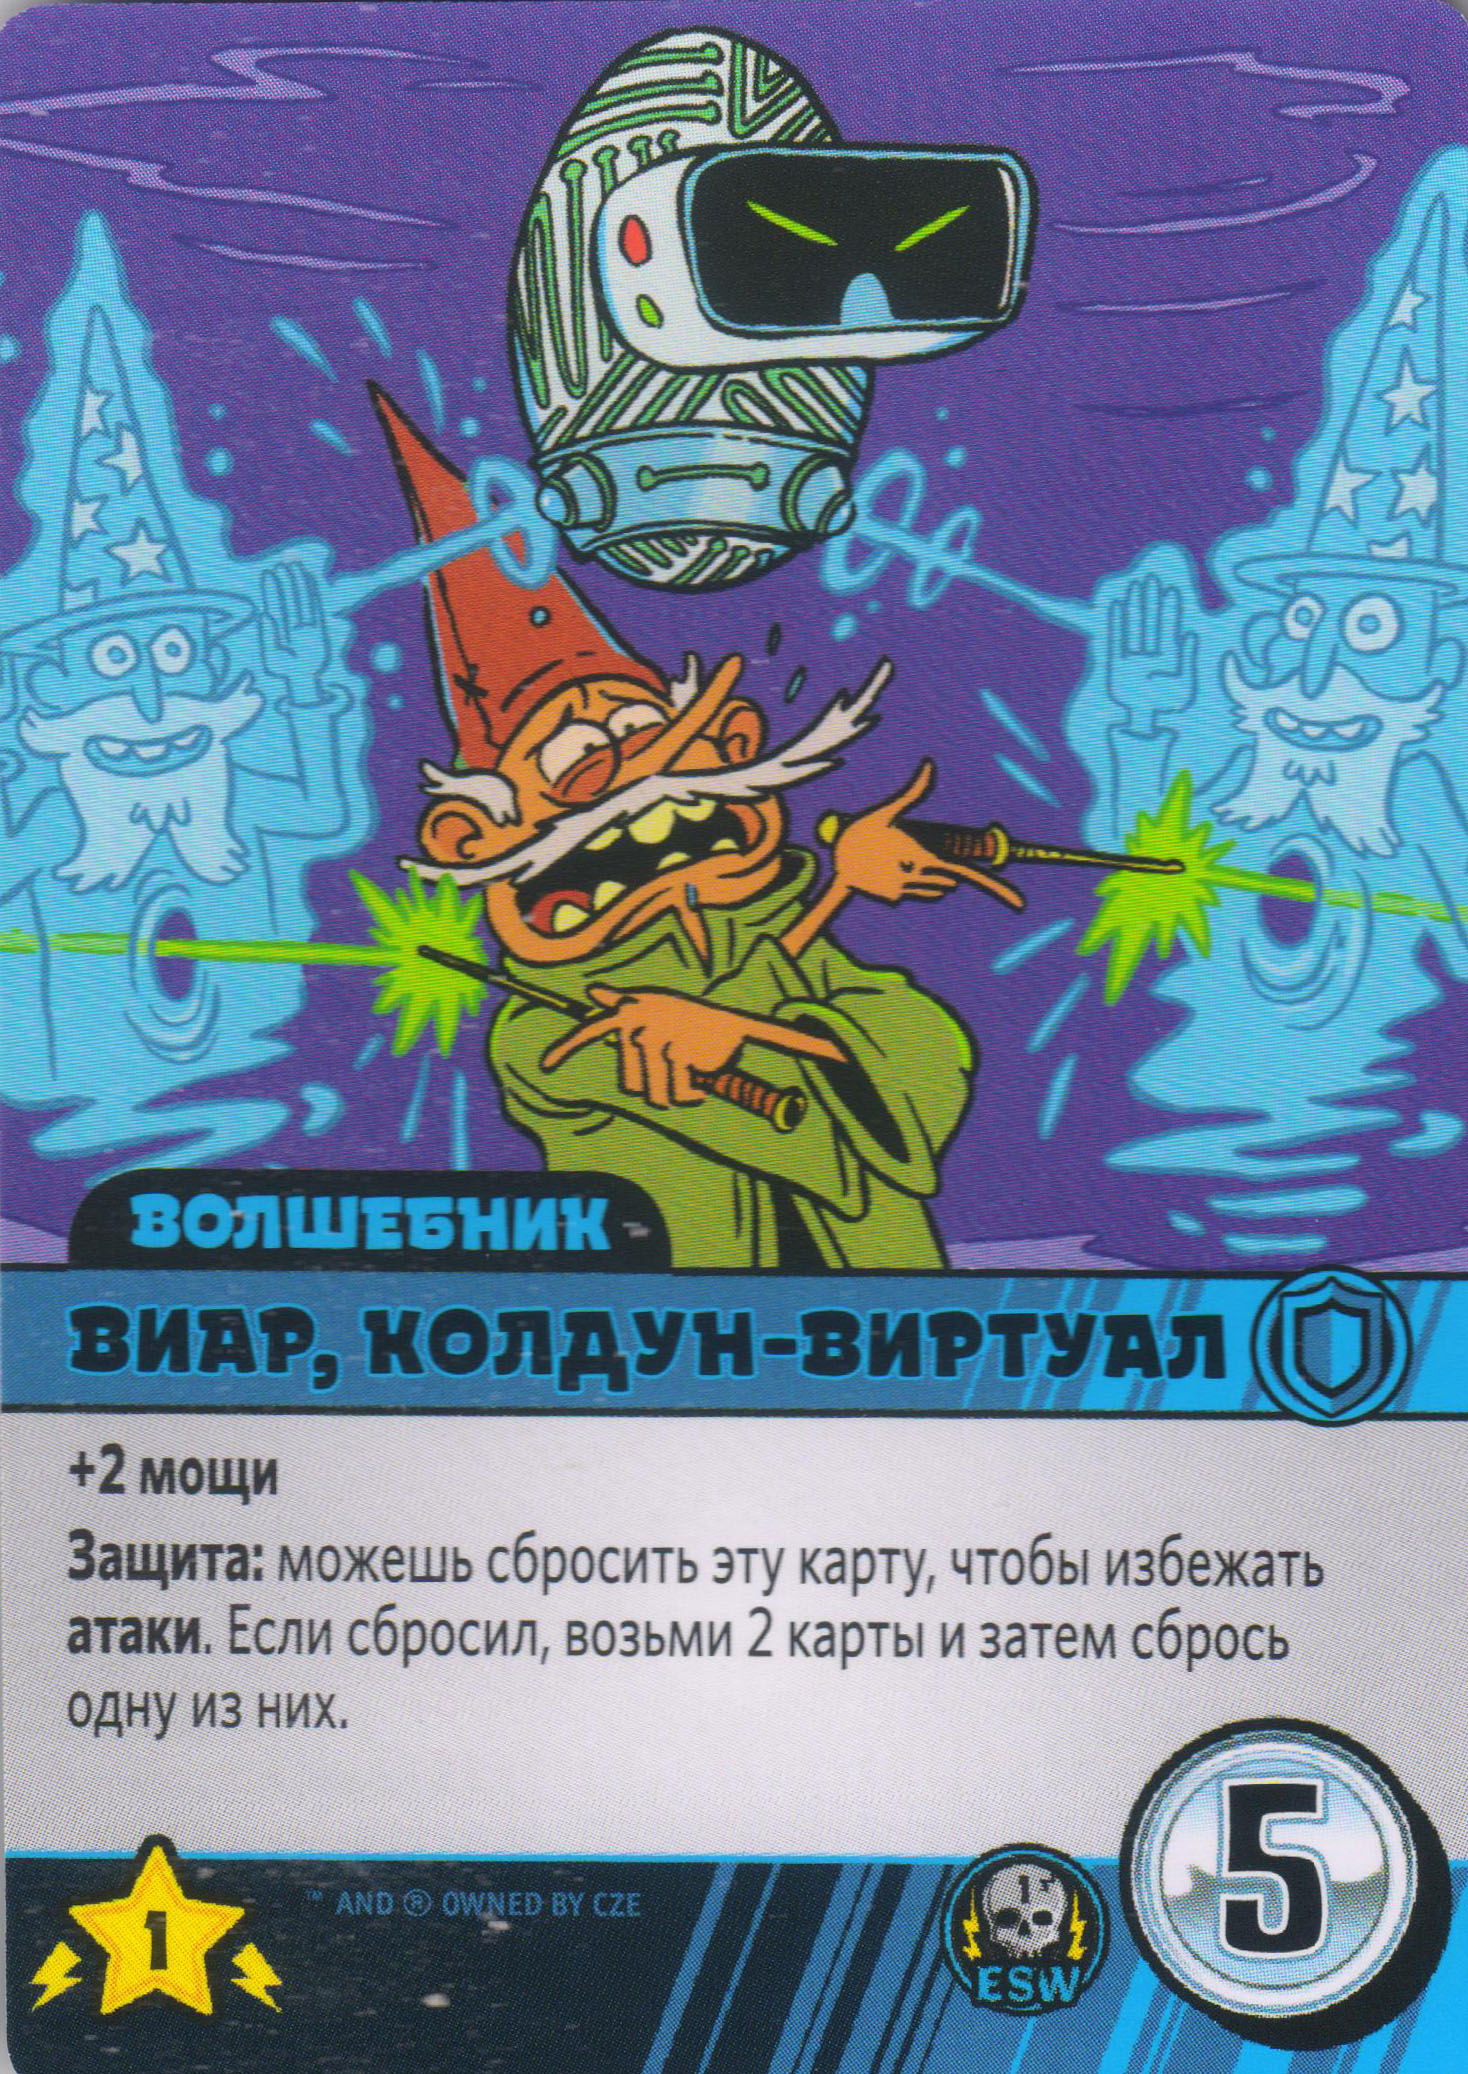 ВОЛШЕБНИК
ВИАР, КОЛДУН-ВИРТУАЛ
+2 мощи
Защита: можешь сбросить эту карту, чтобы избежать
атаки. Если сбросил, возьми 2 карты и затем сбрось
одну из них.
1
™ AND ® OWNED BY CZE
ESW
5